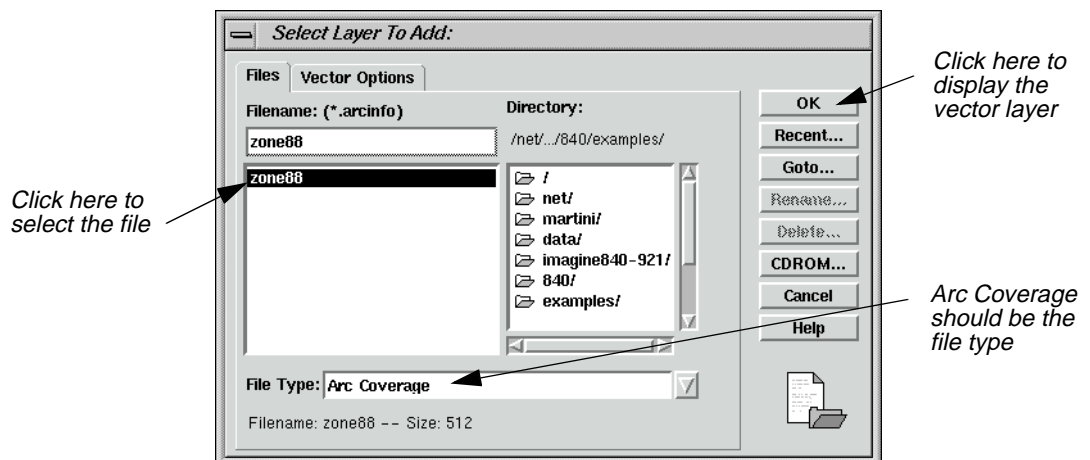 Select Layer To Add:
Files
Vector Options
Filename: (*.arcinfo)
Directory:
zone88
/net/.../840/examples/
zone88
/
net/
martini/
data/
imagine840-921/
840/
examples/
File Type:
Arc Coverage
Filename: zone88 -- Size: 512
OK
Recent...
Goto...
Rename...
Delete...
CDROM...
Cancel
Help
Click here to
select the file
Click here to
display the
vector layer
Arc Coverage
should be the
file type